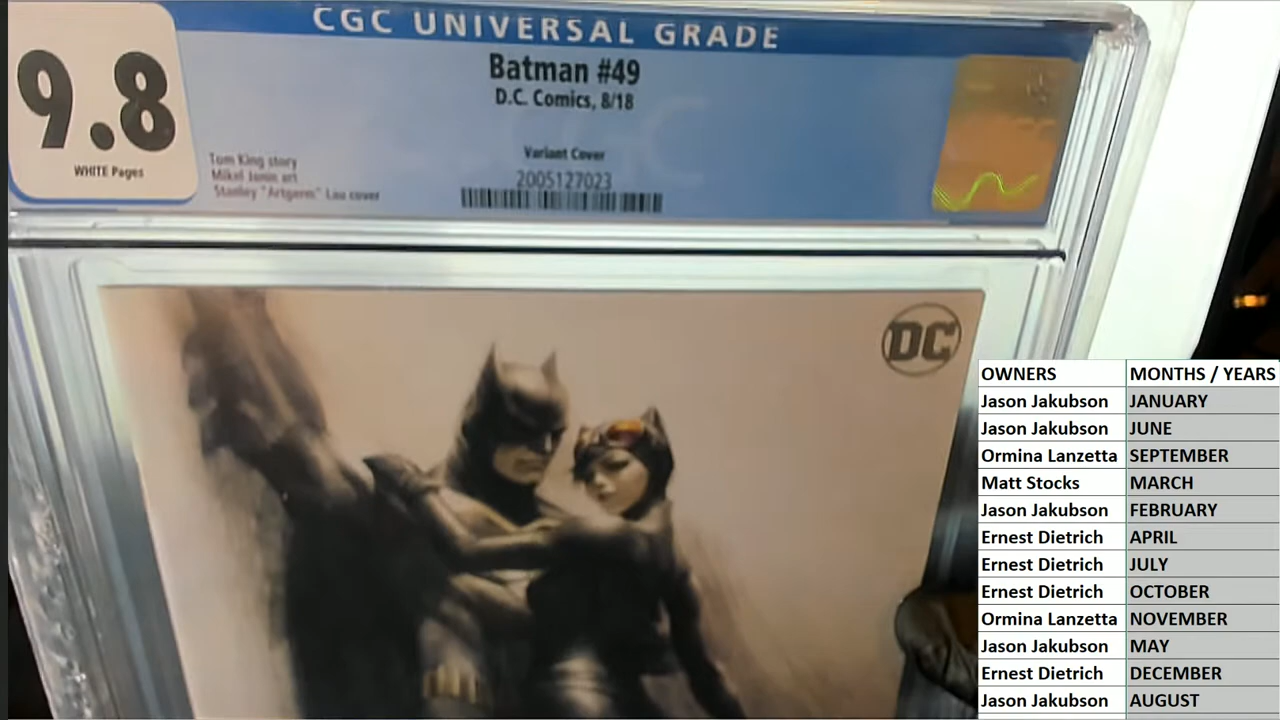 CGC UNIVERSAL GRADE
9.8
WHITE Pages
Batman #49
D.C. Comics, 8/18
Variant Cover
2005127023
Tom King story
Mikel Janin art
Stanley "Artgerm" Lau cover
DC
OWNERS MONTHS / YEARS
Jason Jakubson JANUARY
Jason Jakubson JUNE
Ormina Lanzetta SEPTEMBER
Matt Stocks MARCH
Jason Jakubson FEBRUARY
Ernest Dietrich APRIL
Ernest Dietrich JULY
Ernest Dietrich OCTOBER
Ormina Lanzetta NOVEMBER
Jason Jakubson MAY
Ernest Dietrich DECEMBER
Jason Jakubson AUGUST